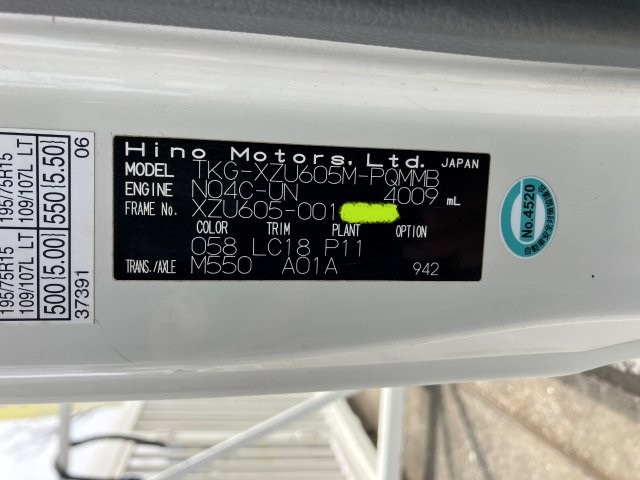 Hino Motors, Ltd. JAPAN
MODEL TKG-XZU605M-PQMMB
ENGINE N04C-UN 4009 mL
FRAME No. XZU605-001
COLOR TRIM PLANT OPTION
058 LC18 P11
TRANS./AXLE M550 A01A 942
195/75R15 195/75R15
109/107L LT 109/107L LT
500 [5.00] 550 [5.50]
37391 06
No.4520